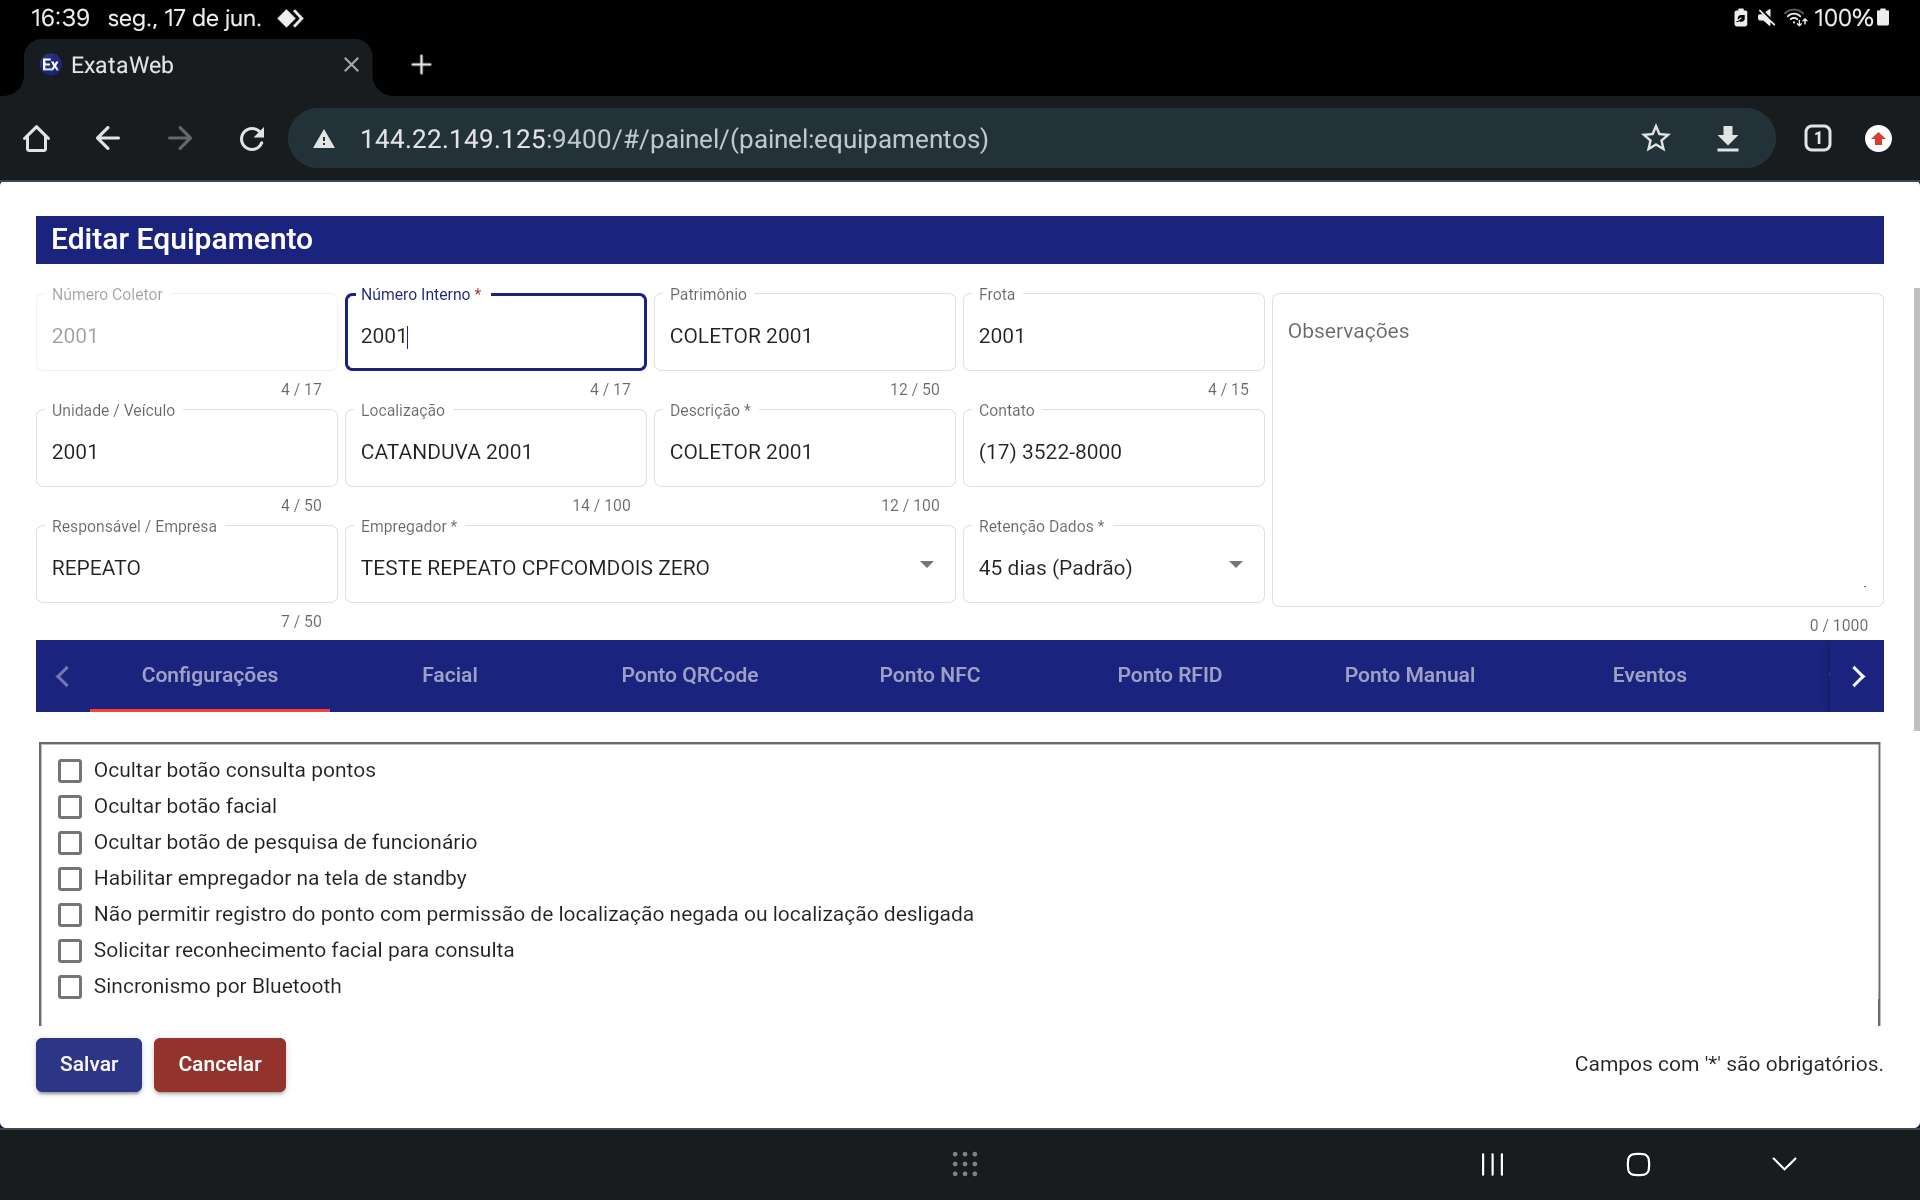 16:39 seg., 17 de jun.
100%
Ex ExataWeb
144.22.149.125:9400/#/painel/(painel:equipamentos)
1
Editar Equipamento
Número Coletor
2001
4 / 17
Número Interno *
2001
4 / 17
Patrimônio
COLETOR 2001
12 / 50
Frota
2001
4 / 15
Observações
0 / 1000
Unidade / Veículo
2001
4 / 50
Localização
CATANDUVA 2001
14 / 100
Descrição *
COLETOR 2001
12 / 100
Contato
(17) 3522-8000
Responsável / Empresa
REPEATO
7 / 50
Empregador *
TESTE REPEATO CPFCOMDOIS ZERO
Retenção Dados *
45 dias (Padrão)
Configurações Facial Ponto QRCode Ponto NFC Ponto RFID Ponto Manual Eventos
Ocultar botão consulta pontos
Ocultar botão facial
Ocultar botão de pesquisa de funcionário
Habilitar empregador na tela de standby
Não permitir registro do ponto com permissão de localização negada ou localização desligada
Solicitar reconhecimento facial para consulta
Sincronismo por Bluetooth
Salvar Cancelar
Campos com '*' são obrigatórios.